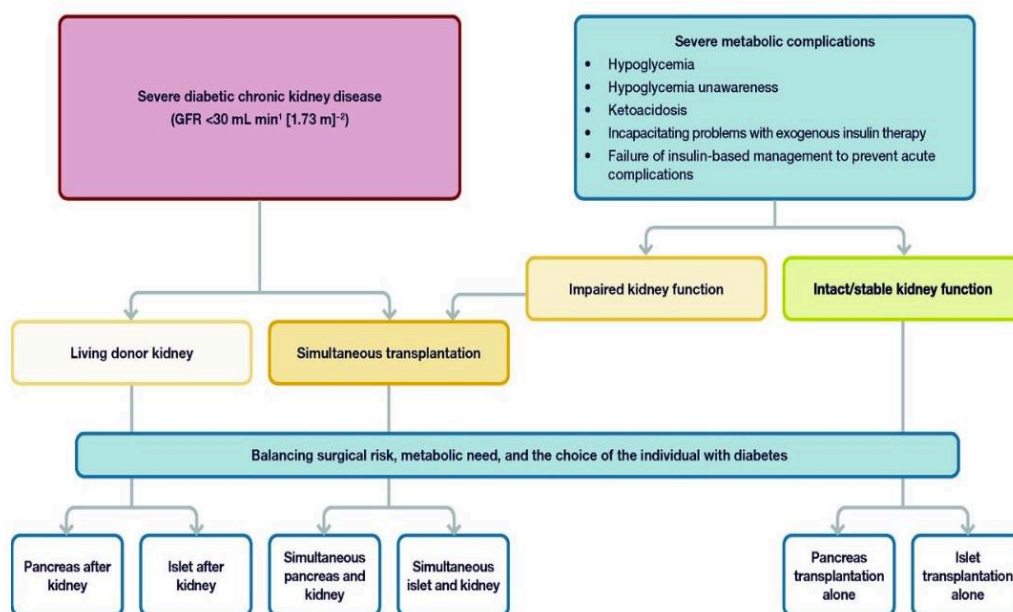 Severe diabetic chronic kidney disease
(GFR <30 mL min¹ [1.73 m]⁻²)
Severe metabolic complications
• Hypoglycemia
• Hypoglycemia unawareness
• Ketoacidosis
• Incapacitating problems with exogenous insulin therapy
• Failure of insulin-based management to prevent acute
complications
Impaired kidney function
Intact/stable kidney function
Living donor kidney
Simultaneous transplantation
Balancing surgical risk, metabolic need, and the choice of the individual with diabetes
Pancreas after
kidney
Islet after
kidney
Simultaneous
pancreas and
kidney
Simultaneous
islet and kidney
Pancreas
transplantation
alone
Islet
transplantation
alone